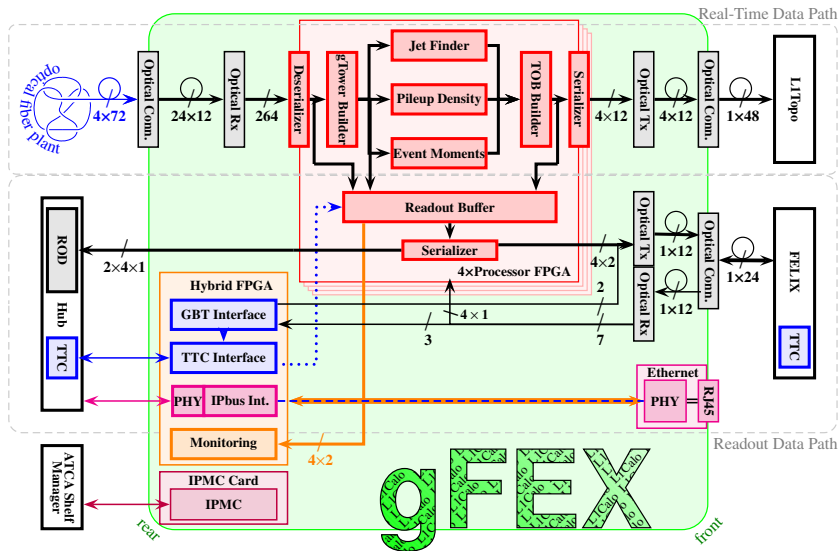 Real-Time Data Path
optical fiber plant
4×72
Optical Conn.
24×12
Optical Rx
264
Deserializer
gTower Builder
Jet Finder
Pileup Density
Event Moments
TOB Builder
Serializer
4×12
Optical Tx
4×12
Optical Conn.
1×48
L1Topo
Readout Buffer
Serializer
4×Processor FPGA
ROD
Hub
TTC
2×4×1
4×2
Optical Tx
1×12
Optical Rx
1×12
Optical Conn.
1×24
FELIX
TTC
Hybrid FPGA
GBT Interface
TTC Interface
PHY
IPbus Int.
Monitoring
2
4×1
3
7
4×2
Ethernet
PHY
RJ45
Readout Data Path
ATCA Shelf
Manager
IPMC Card
IPMC
rear
front
gFEX
L1Calo